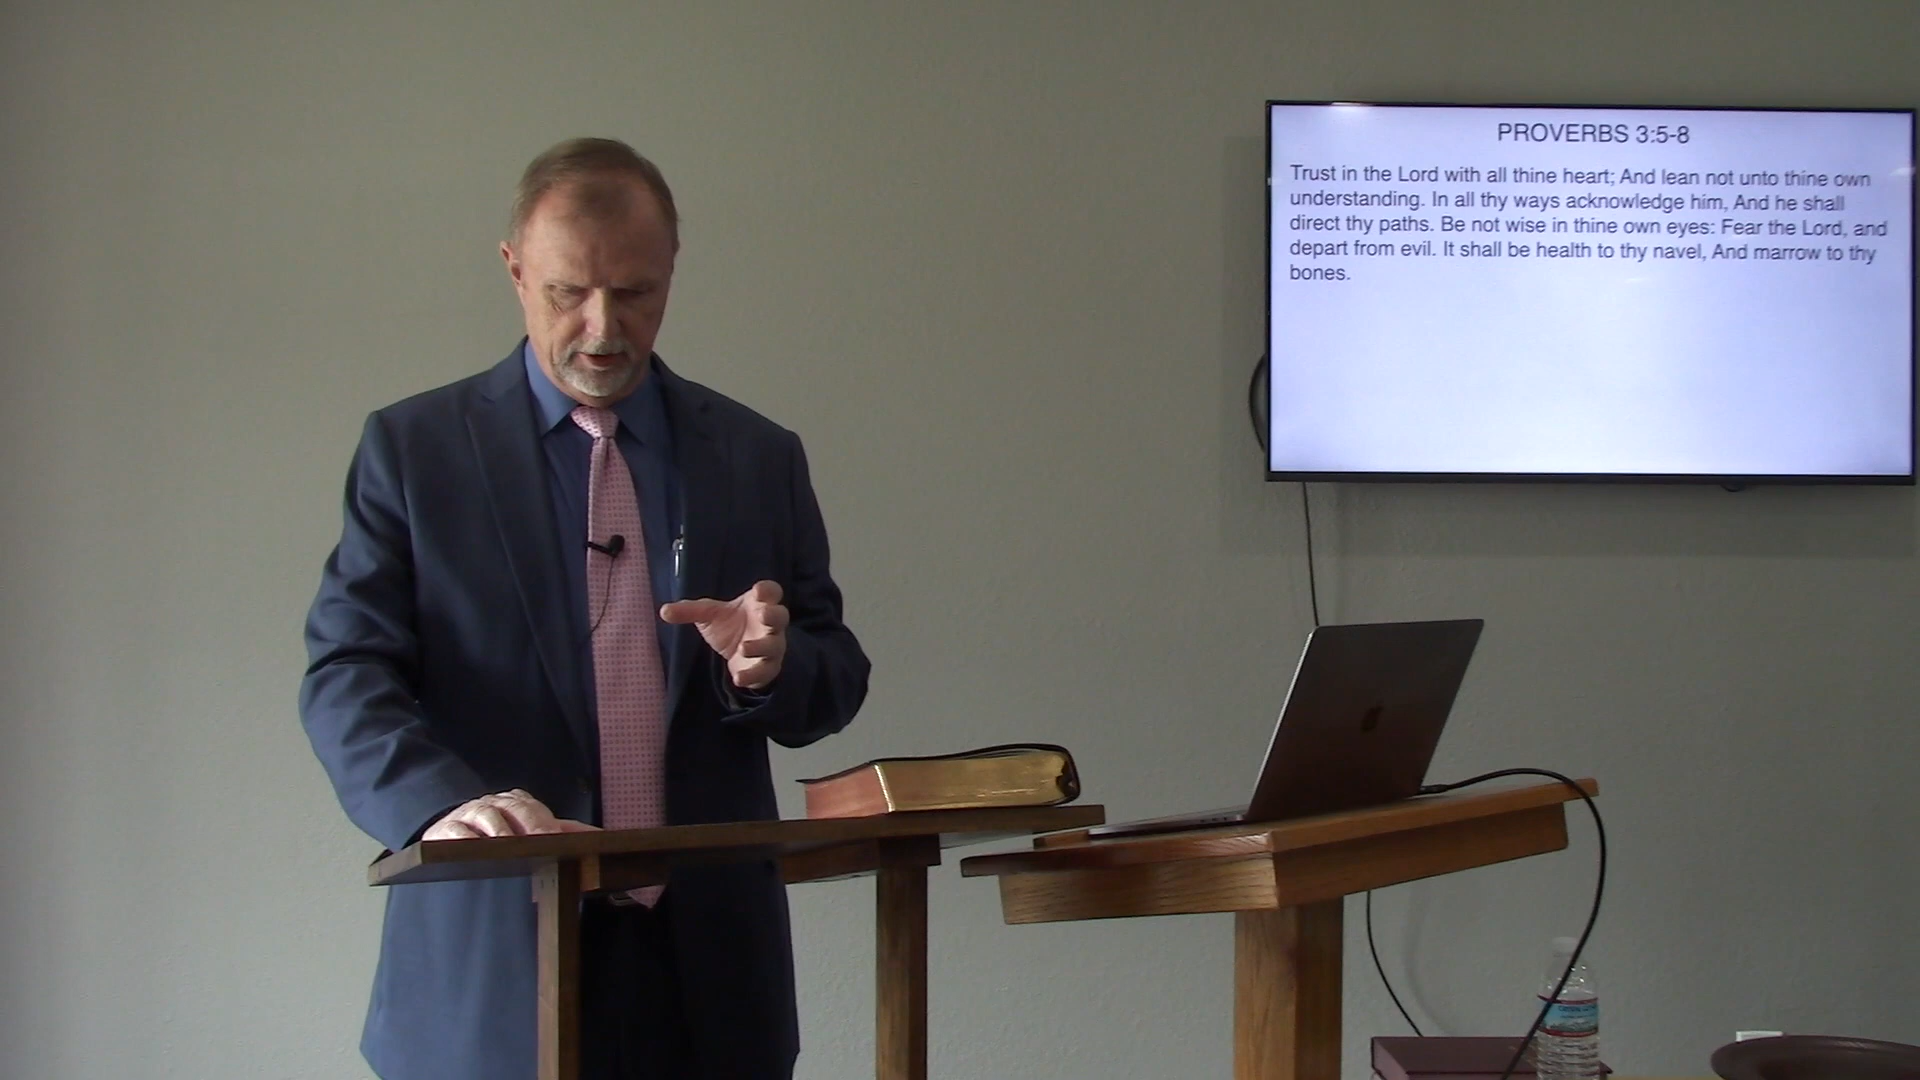 PROVERBS 3:5-8
Trust in the Lord with all thine heart; And lean not unto thine own
understanding. In all thy ways acknowledge him, And he shall
direct thy paths. Be not wise in thine own eyes: Fear the Lord, and
depart from evil. It shall be health to thy navel, And marrow to thy
bones.